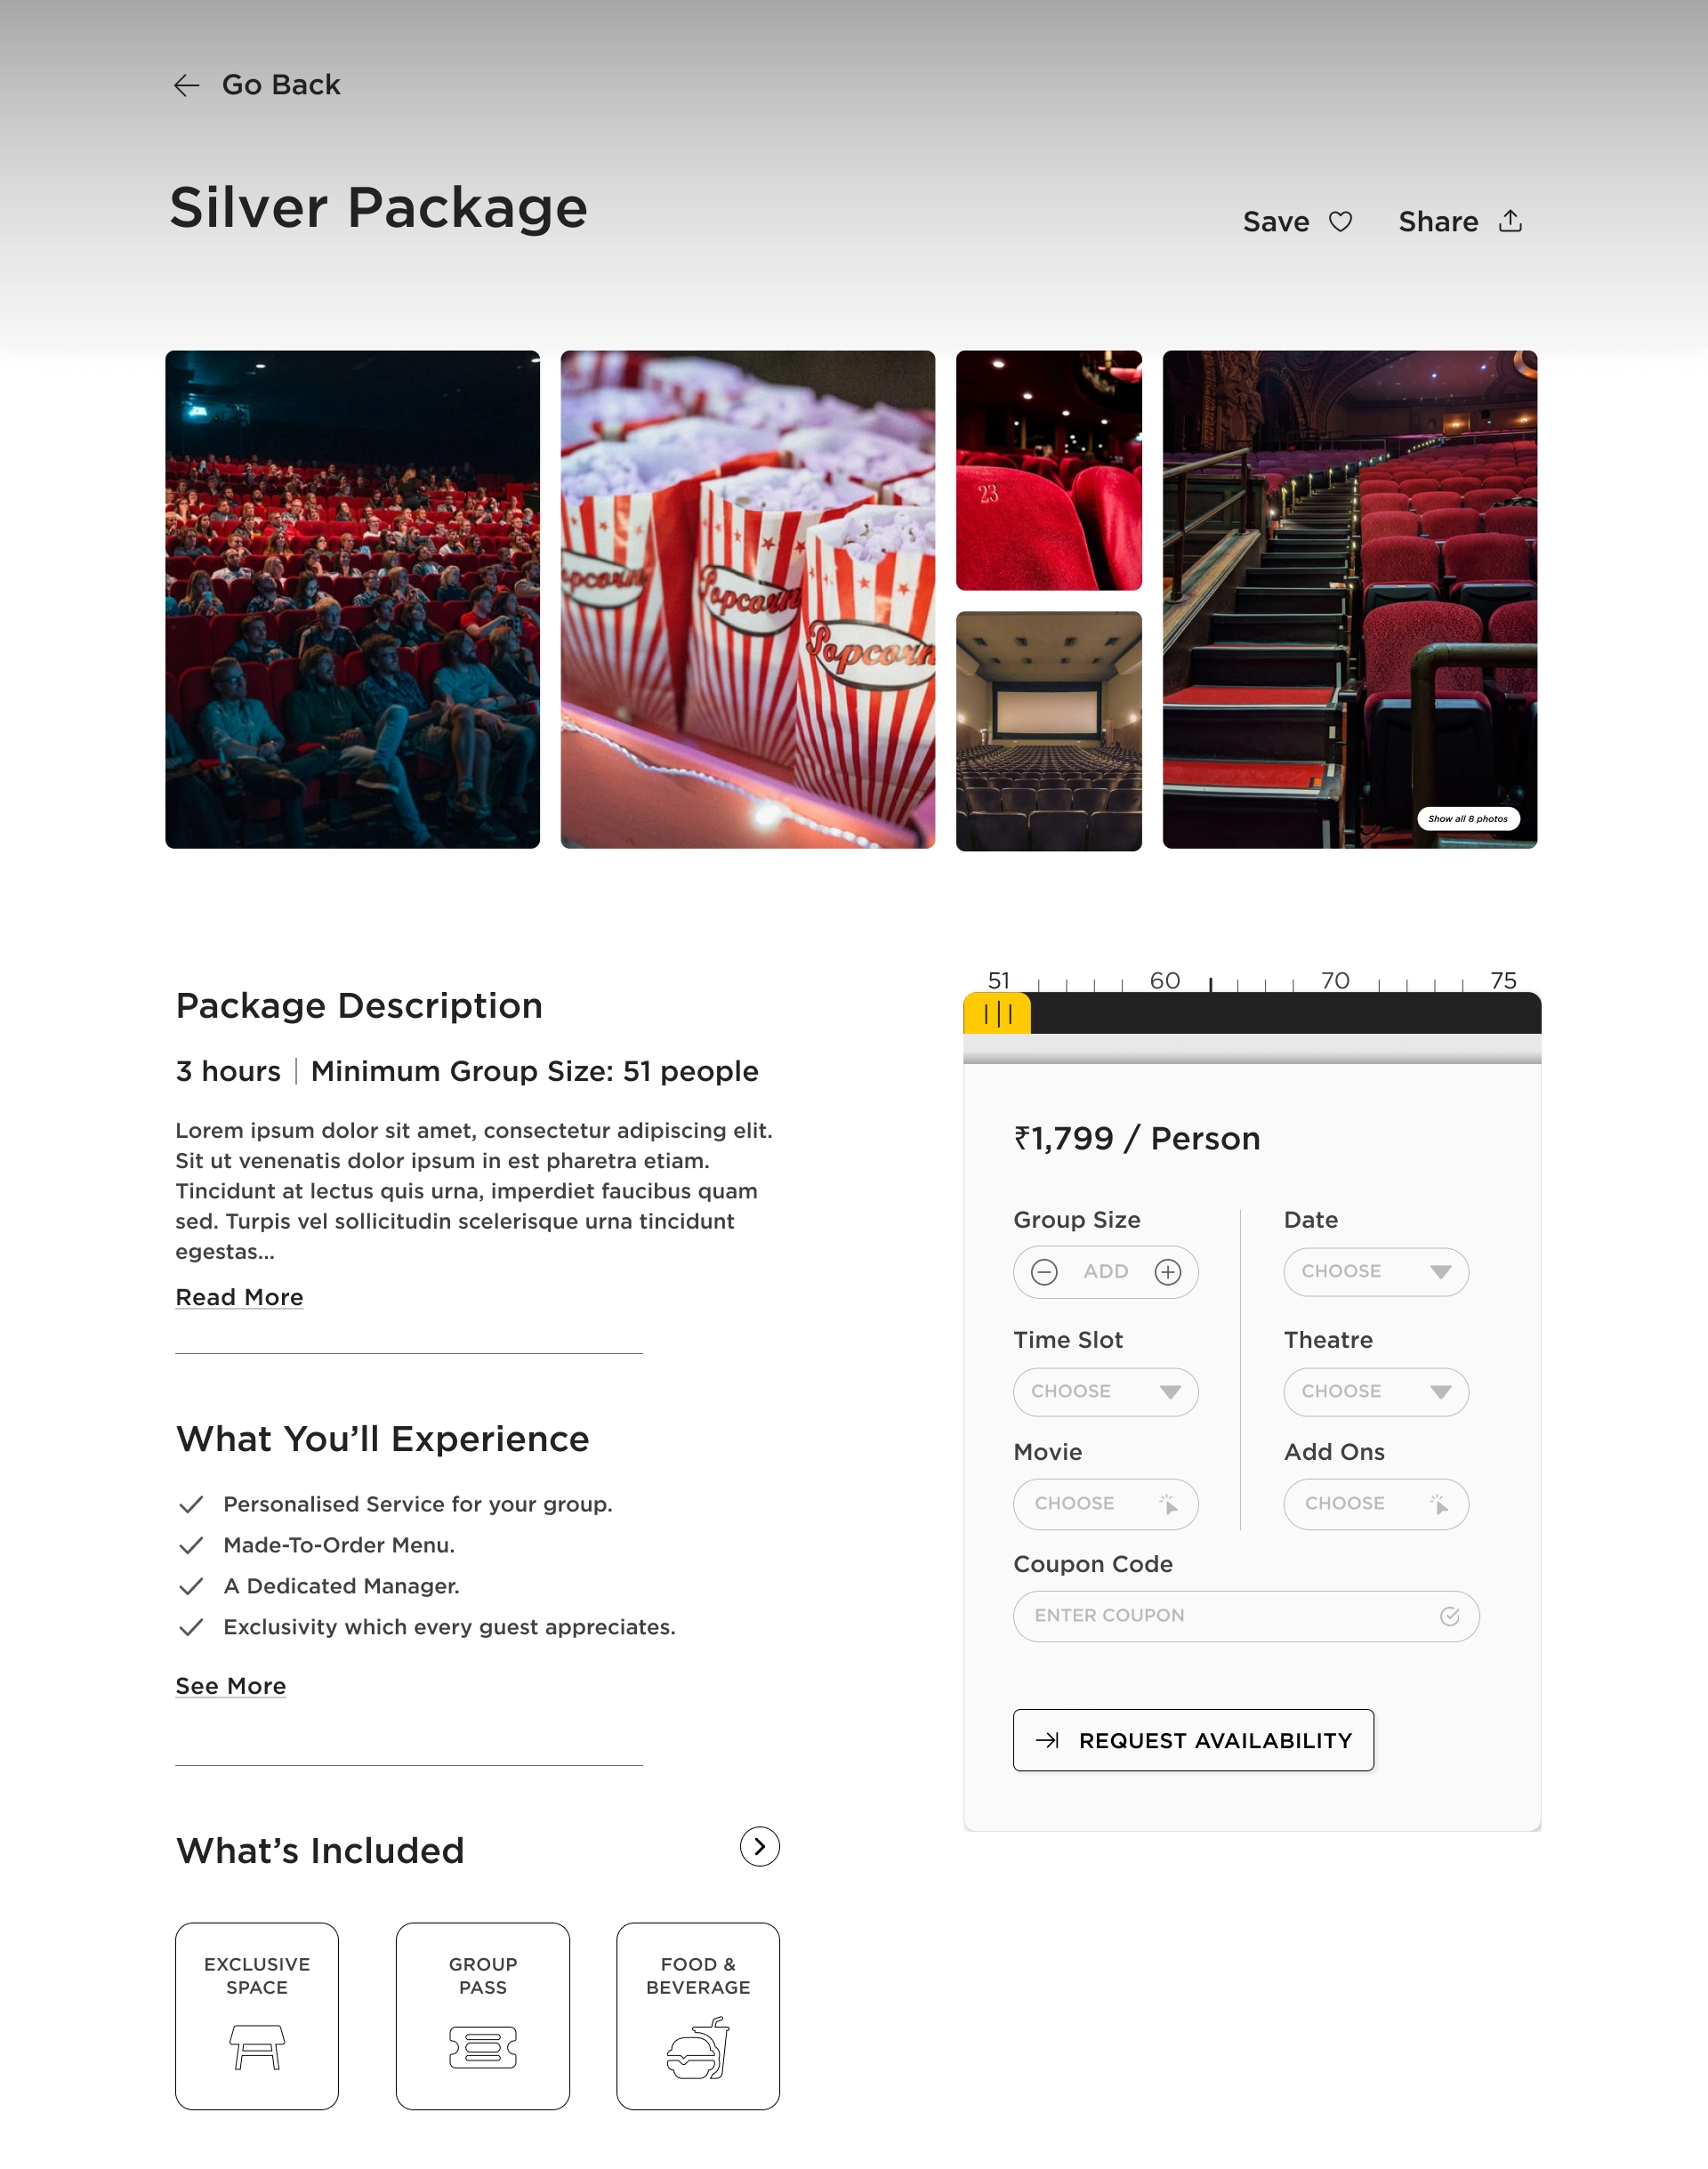 Go Back
Silver Package
Save
Share
Popcorn
Popcorn
23
Show all 8 photos
Package Description
3 hours | Minimum Group Size: 51 people
Lorem ipsum dolor sit amet, consectetur adipiscing elit.
Sit ut venenatis dolor ipsum in est pharetra etiam.
Tincidunt at lectus quis urna, imperdiet faucibus quam
sed. Turpis vel sollicitudin scelerisque urna tincidunt
egestas...
Read More
What You’ll Experience
Personalised Service for your group.
Made-To-Order Menu.
A Dedicated Manager.
Exclusivity which every guest appreciates.
See More
What’s Included
EXCLUSIVE
SPACE
GROUP
PASS
FOOD &
BEVERAGE
51 60 70 75
₹1,799 / Person
Group Size
ADD
Date
CHOOSE
Time Slot
CHOOSE
Theatre
CHOOSE
Movie
CHOOSE
Add Ons
CHOOSE
Coupon Code
ENTER COUPON
REQUEST AVAILABILITY